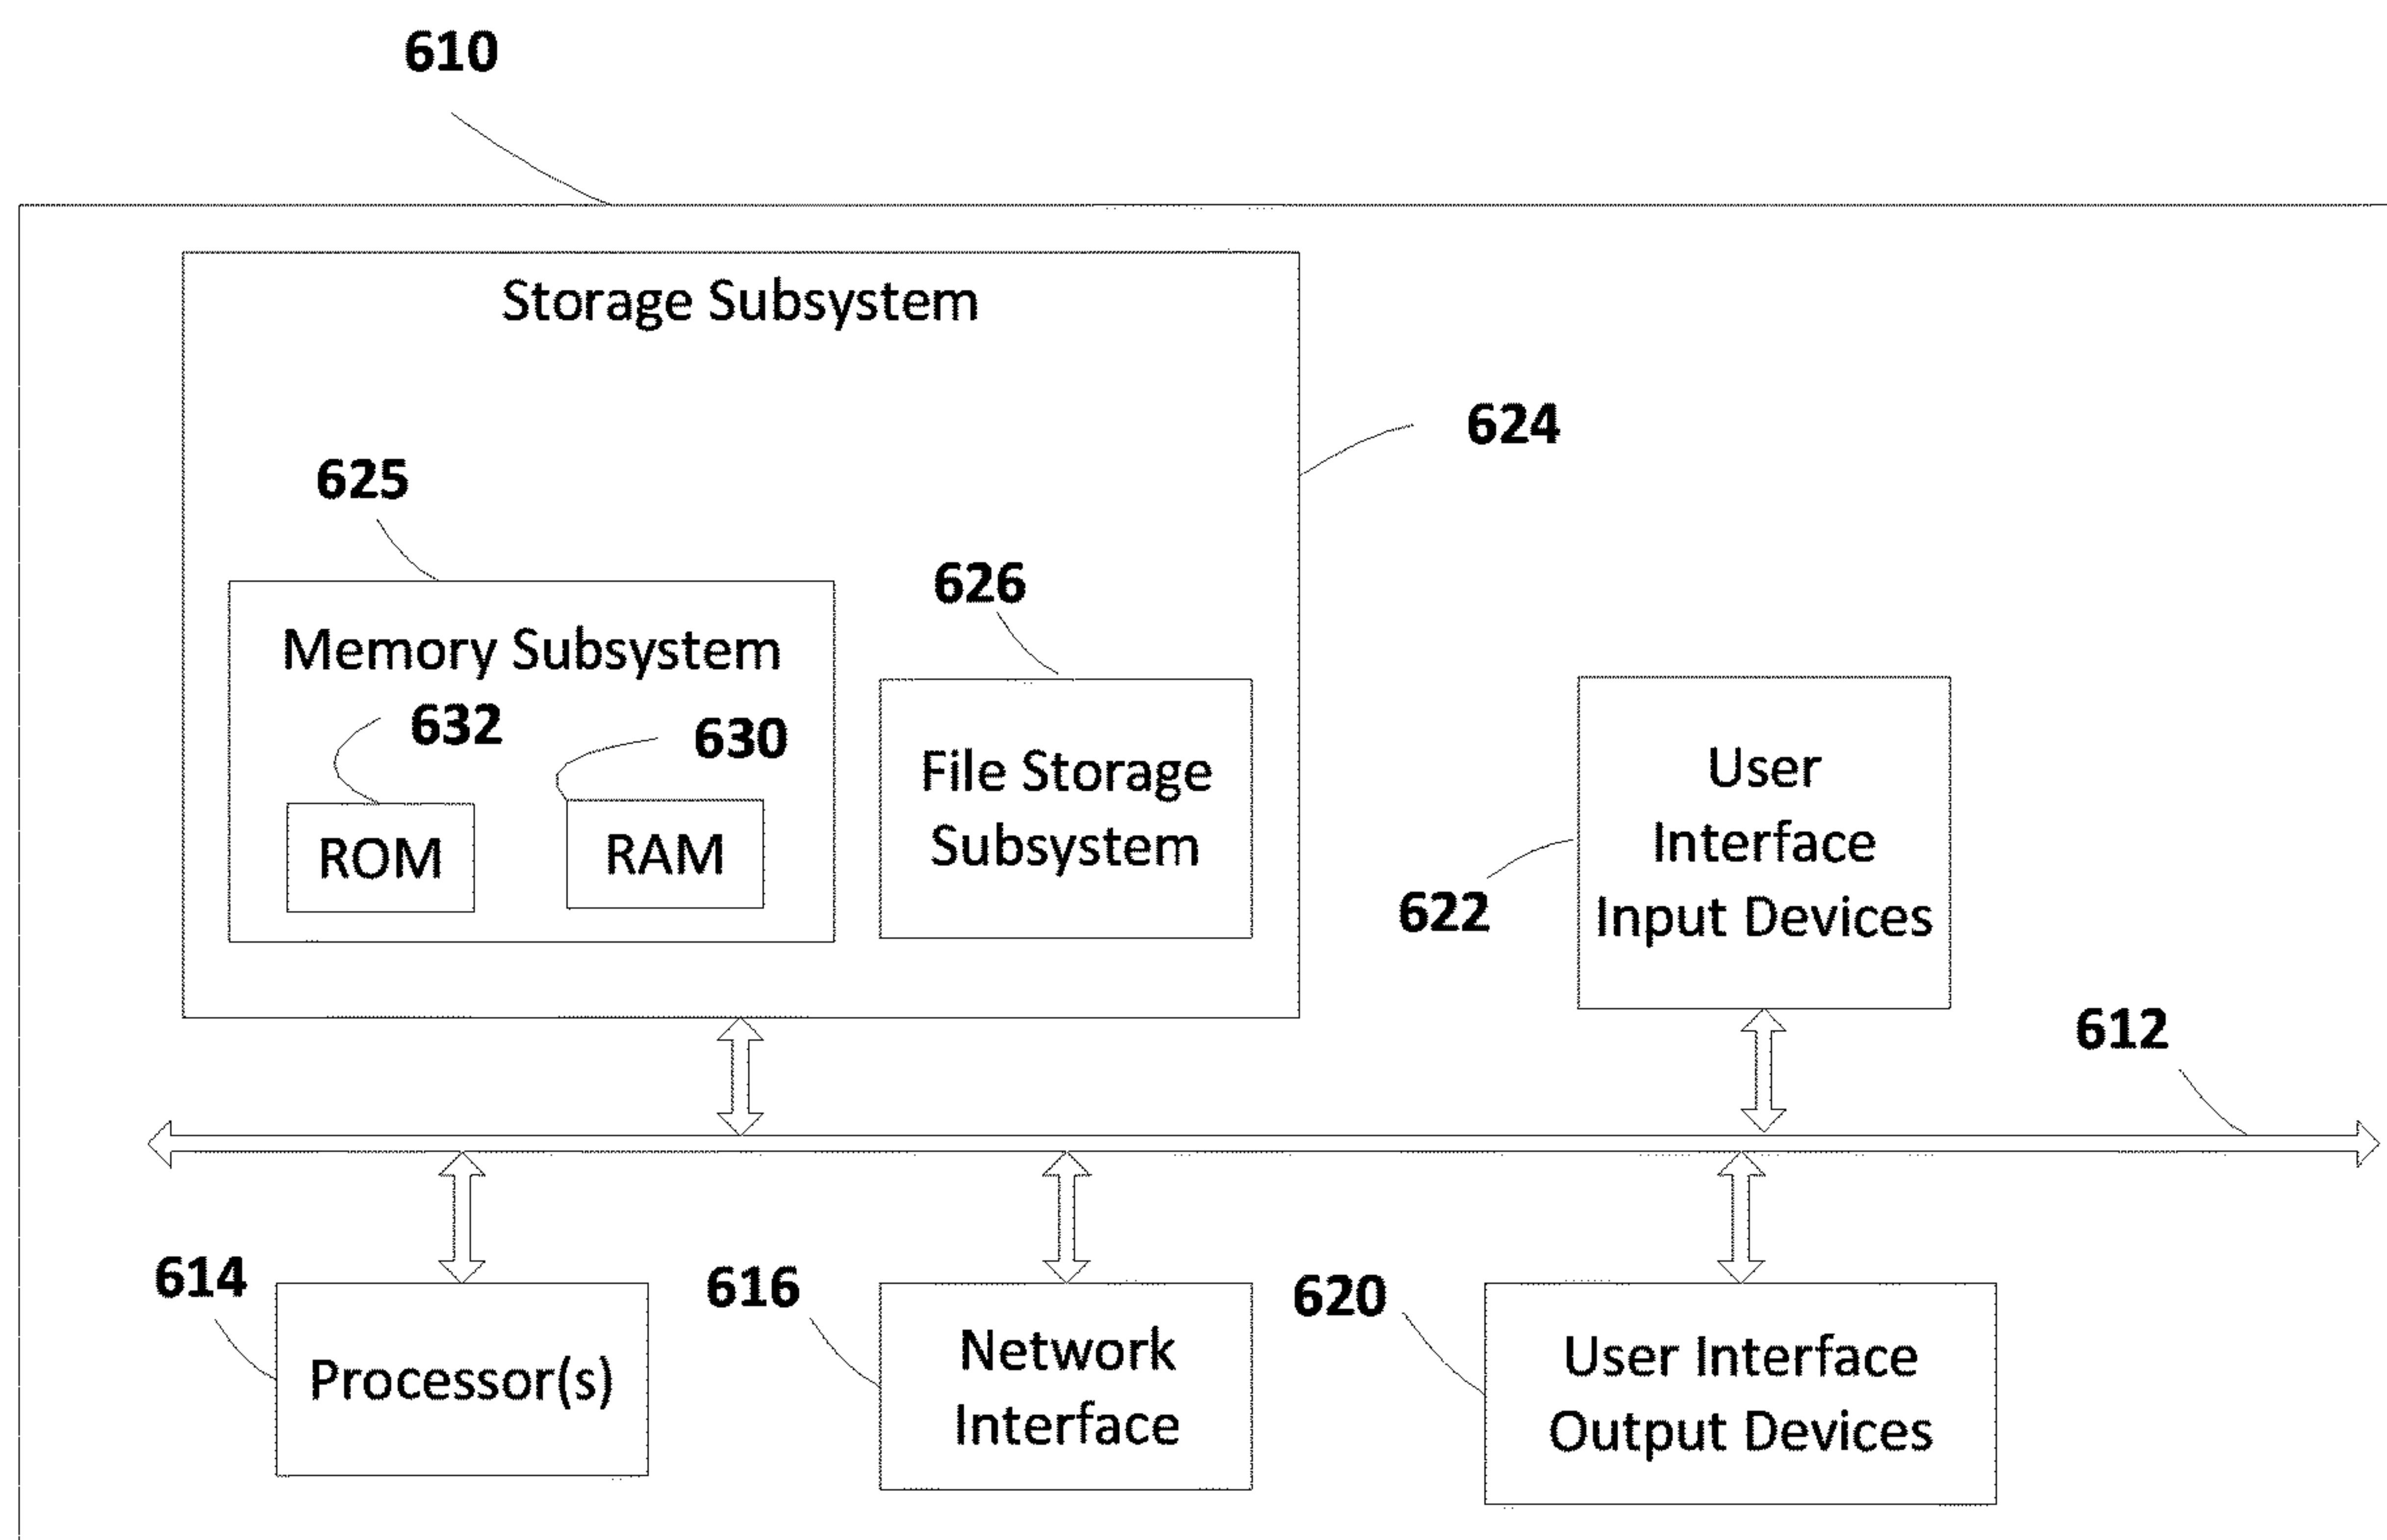 610
Storage Subsystem
624
625
626
Memory Subsystem
632
630
ROM
RAM
File Storage
Subsystem
User
Interface
Input Devices
622
612
614
616
620
Processor(s)
Network
Interface
User Interface
Output Devices